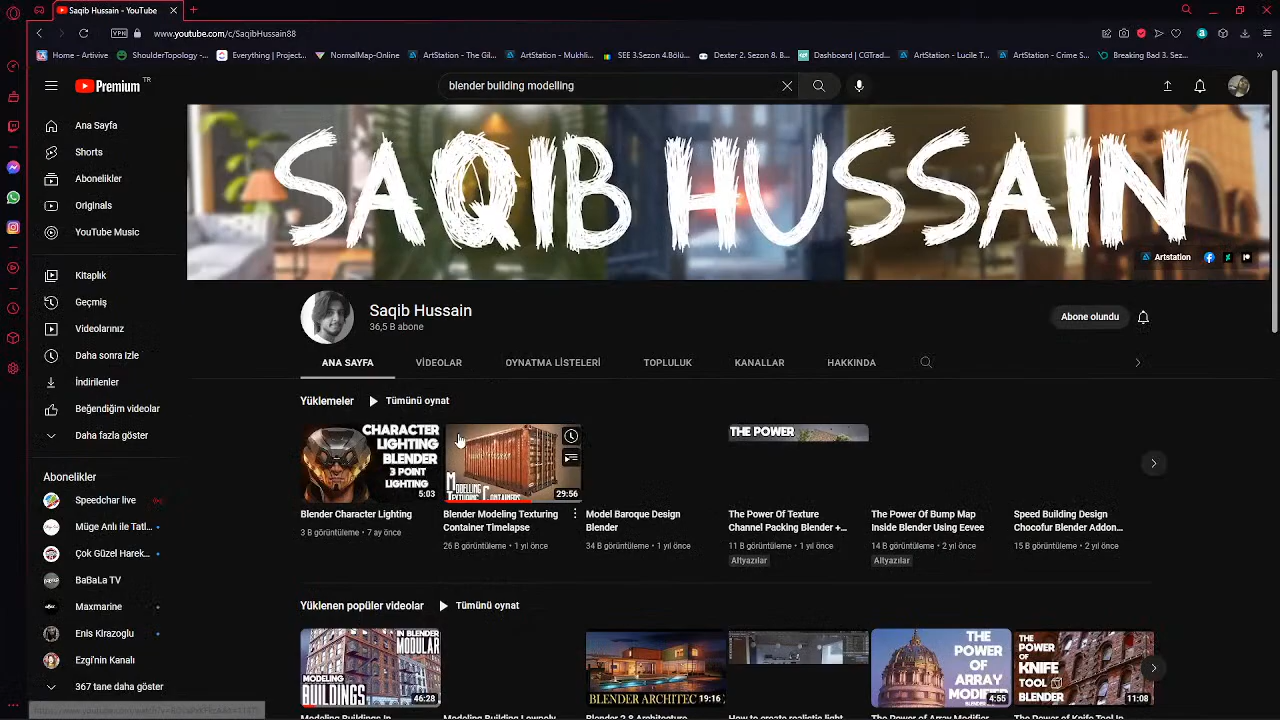 Saqib Hussain - YouTube
VPN
www.youtube.com/c/SaqibHussain88
Home - Artivive
ShoulderTopology -...
Everything | Project...
NormalMap-Online
ArtStation - The Gil...
ArtStation - Mukhli...
SEE 3.Sezon 4.Bölü...
Dexter 2. Sezon 8. B...
Dashboard | CGTrad...
ArtStation - Lucile T...
ArtStation - Crime S...
Breaking Bad 3. Sez...
Premium
TR
blender building modelling
Ana Sayfa
Shorts
Abonelikler
Originals
YouTube Music
Kitaplık
Geçmiş
Videolarınız
Daha sonra izle
İndirilenler
Beğendiğim videolar
Daha fazla göster
Abonelikler
Speedchar live
Müge Anlı ile Tatl...
Çok Güzel Harek...
BaBaLa TV
Maxmarine
Enis Kirazoglu
Ezgi'nin Kanalı
367 tane daha göster
SAQIB HUSSAIN
Artstation
Saqib Hussain
36,5 B abone
Abone olundu
ANA SAYFA
VİDEOLAR
OYNATMA LİSTELERİ
TOPLULUK
KANALLAR
HAKKINDA
Yüklemeler
Tümünü oynat
CHARACTER
LIGHTING
BLENDER
3 POINT
LIGHTING
5:03
Blender Character Lighting
3 B görüntüleme • 7 ay önce
MODELLING
TEXTURING CONTAINERS
29:56
Blender Modeling Texturing
Container Timelapse
26 B görüntüleme • 1 yıl önce
Model Baroque Design
Blender
34 B görüntüleme • 1 yıl önce
THE POWER
The Power Of Texture
Channel Packing Blender +...
11 B görüntüleme • 2 yıl önce
Altyazılar
The Power Of Bump Map
Inside Blender Using Eevee
14 B görüntüleme • 2 yıl önce
Altyazılar
Speed Building Design
Chocofur Blender Addon...
15 B görüntüleme • 2 yıl önce
Yüklenen popüler videolar
Tümünü oynat
IN BLENDER
MODULAR
MODELING
BUILDINGS
46:28
Modeling Buildings In
Modeling Building Lowpoly
BLENDER ARCHITEC
19:16
Blender 2.8 Architecture
How to create realistic light
THE
POWER
OF
ARRAY
MODIFIER
4:55
The Power of Array Modifier
THE
POWER OF
KNIFE
TOOL
BLENDER
11:08
The Power of Knife Tool In